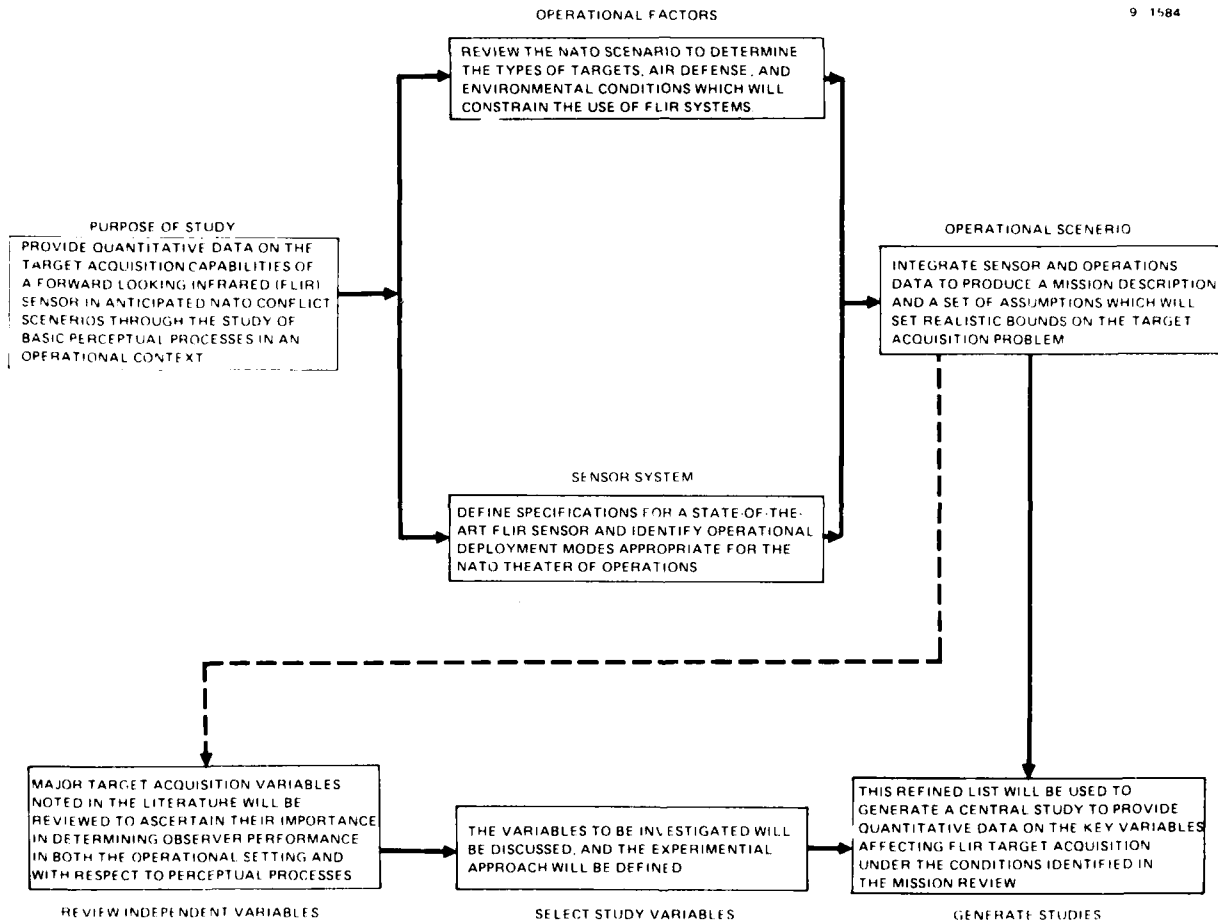 OPERATIONAL FACTORS
9 1584
REVIEW THE NATO SCENARIO TO DETERMINE
THE TYPES OF TARGETS, AIR DEFENSE, AND
ENVIRONMENTAL CONDITIONS WHICH WILL
CONSTRAIN THE USE OF FLIR SYSTEMS.
PURPOSE OF STUDY
PROVIDE QUANTITATIVE DATA ON THE
TARGET ACQUISITION CAPABILITIES OF
A FORWARD LOOKING INFRARED (FLIR)
SENSOR IN ANTICIPATED NATO CONFLICT
SCENERIOS THROUGH THE STUDY OF
BASIC PERCEPTUAL PROCESSES IN AN
OPERATIONAL CONTEXT
OPERATIONAL SCENERIO
INTEGRATE SENSOR AND OPERATIONS
DATA TO PRODUCE A MISSION DESCRIPTION
AND A SET OF ASSUMPTIONS WHICH WILL
SET REALISTIC BOUNDS ON THE TARGET
ACQUISITION PROBLEM
SENSOR SYSTEM
DEFINE SPECIFICATIONS FOR A STATE-OF-THE-
ART FLIR SENSOR AND IDENTIFY OPERATIONAL
DEPLOYMENT MODES APPROPRIATE FOR THE
NATO THEATER OF OPERATIONS
MAJOR TARGET ACQUISITION VARIABLES
NOTED IN THE LITERATURE WILL BE
REVIEWED TO ASCERTAIN THEIR IMPORTANCE
IN DETERMINING OBSERVER PERFORMANCE
IN BOTH THE OPERATIONAL SETTING AND
WITH RESPECT TO PERCEPTUAL PROCESSES
REVIEW INDEPENDENT VARIABLES
THE VARIABLES TO BE INVESTIGATED WILL
BE DISCUSSED, AND THE EXPERIMENTAL
APPROACH WILL BE DEFINED
SELECT STUDY VARIABLES
THIS REFINED LIST WILL BE USED TO
GENERATE A CENTRAL STUDY TO PROVIDE
QUANTITATIVE DATA ON THE KEY VARIABLES
AFFECTING FLIR TARGET ACQUISITION
UNDER THE CONDITIONS IDENTIFIED IN
THE MISSION REVIEW
GENERATE STUDIES